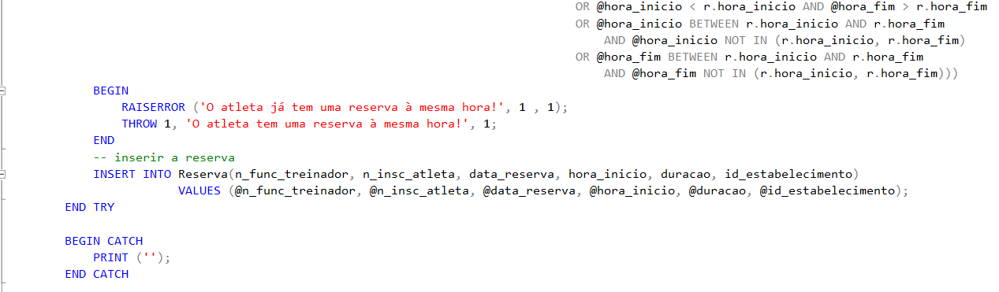 OR @hora_inicio < r.hora_inicio AND @hora_fim > r.hora_fim
OR @hora_inicio BETWEEN r.hora_inicio AND r.hora_fim
AND @hora_inicio NOT IN (r.hora_inicio, r.hora_fim)
OR @hora_fim BETWEEN r.hora_inicio AND r.hora_fim
AND @hora_fim NOT IN (r.hora_inicio, r.hora_fim)))
BEGIN
RAISERROR ('O atleta já tem uma reserva à mesma hora!', 1 , 1);
THROW 1, 'O atleta tem uma reserva à mesma hora!', 1;
END
-- inserir a reserva
INSERT INTO Reserva(n_func_treinador, n_insc_atleta, data_reserva, hora_inicio, duracao, id_estabelecimento)
VALUES (@n_func_treinador, @n_insc_atleta, @data_reserva, @hora_inicio, @duracao, @id_estabelecimento);
END TRY
BEGIN CATCH
PRINT ('');
END CATCH